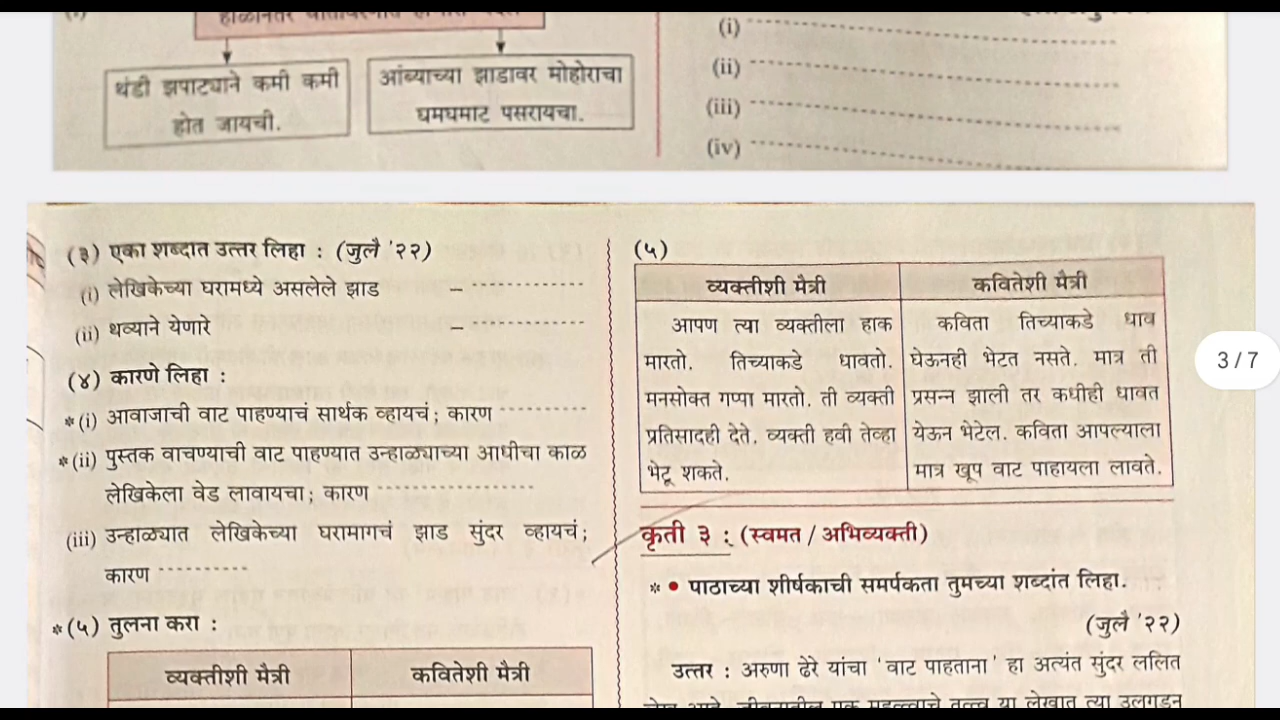 थंडी झपाट्याने कमी कमी
होत जायची.
आंब्याच्या झाडावर मोहोराचा
घमघमाट पसरायचा.
(i)
(ii)
(iii)
(iv)
(३) एका शब्दात उत्तर लिहा : (जुलै '२२)
(i) लेखिकेच्या घरामध्ये असलेले झाड –
(ii) थव्याने येणारे –
(४) कारणे लिहा :
*(i) आवाजाची वाट पाहण्याचं सार्थक व्हायचं; कारण
*(ii) पुस्तक वाचण्याची वाट पाहण्यात उन्हाळ्याच्या आधीचा काळ
लेखिकेला वेड लावायचा; कारण
(iii) उन्हाळ्यात लेखिकेच्या घरामागचं झाड सुंदर व्हायचं;
कारण
*(५) तुलना करा :
व्यक्तीशी मैत्री कवितेशी मैत्री
(५)
व्यक्तीशी मैत्री कवितेशी मैत्री
आपण त्या व्यक्तीला हाक
मारतो. तिच्याकडे धावतो.
मनसोक्त गप्पा मारतो. ती व्यक्ती
प्रतिसादही देते. व्यक्ती हवी तेव्हा
भेटू शकते.
कविता तिच्याकडे धाव
घेऊनही भेटत नसते. मात्र ती
प्रसन्न झाली तर कधीही धावत
येऊन भेटेल. कविता आपल्याला
मात्र खूप वाट पाहायला लावते.
कृती ३ : (स्वमत / अभिव्यक्ती)
* • पाठाच्या शीर्षकाची समर्पकता तुमच्या शब्दांत लिहा.
(जुलै '२२)
उत्तर : अरुणा ढेरे यांचा 'वाट पाहताना' हा अत्यंत सुंदर ललित
3 / 7